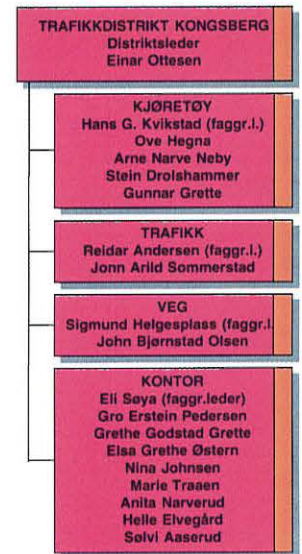 TRAFIKKDISTRIKT KONGSBERG
Distriktsleder
Einar Ottesen
KJØRETØY
Hans G. Kvikstad (faggr.l.)
Ove Hegna
Arne Narve Neby
Stein Drolshammer
Gunnar Grette
TRAFIKK
Reidar Andersen (faggr.l.)
Jonn Arild Sommerstad
VEG
Sigmund Helgesplass (faggr.l.
John Bjørnstad Olsen
KONTOR
Eli Søya (faggr.leder)
Gro Erstein Pedersen
Grethe Godstad Grette
Elsa Grethe Østern
Nina Johnsen
Marie Traaen
Anita Narverud
Helle Elvegård
Sølvi Aaserud